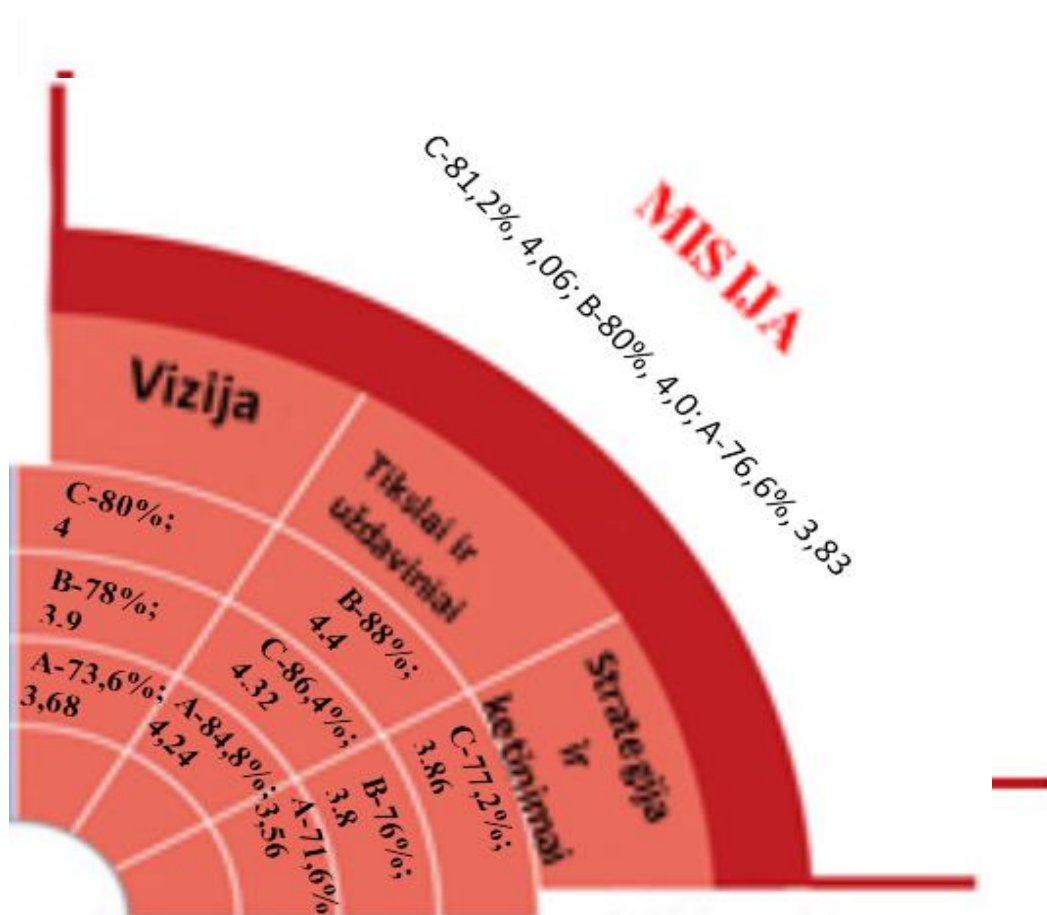 MISIJA
C-81,2%, 4,06; B-80%, 4,0; A-76,6%, 3,83
Vizija
C-80%;
4
B-78%;
3.9
A-73,6%;
3,68
Tikslai ir
uždaviniai
B-88%;
4.4
C-86,4%;
4.32
A-84,8%;
4,24
Strategija
ir
ketinimai
C-77,2%;
3.86
B-76%;
3.8
A-71,6%
3,56